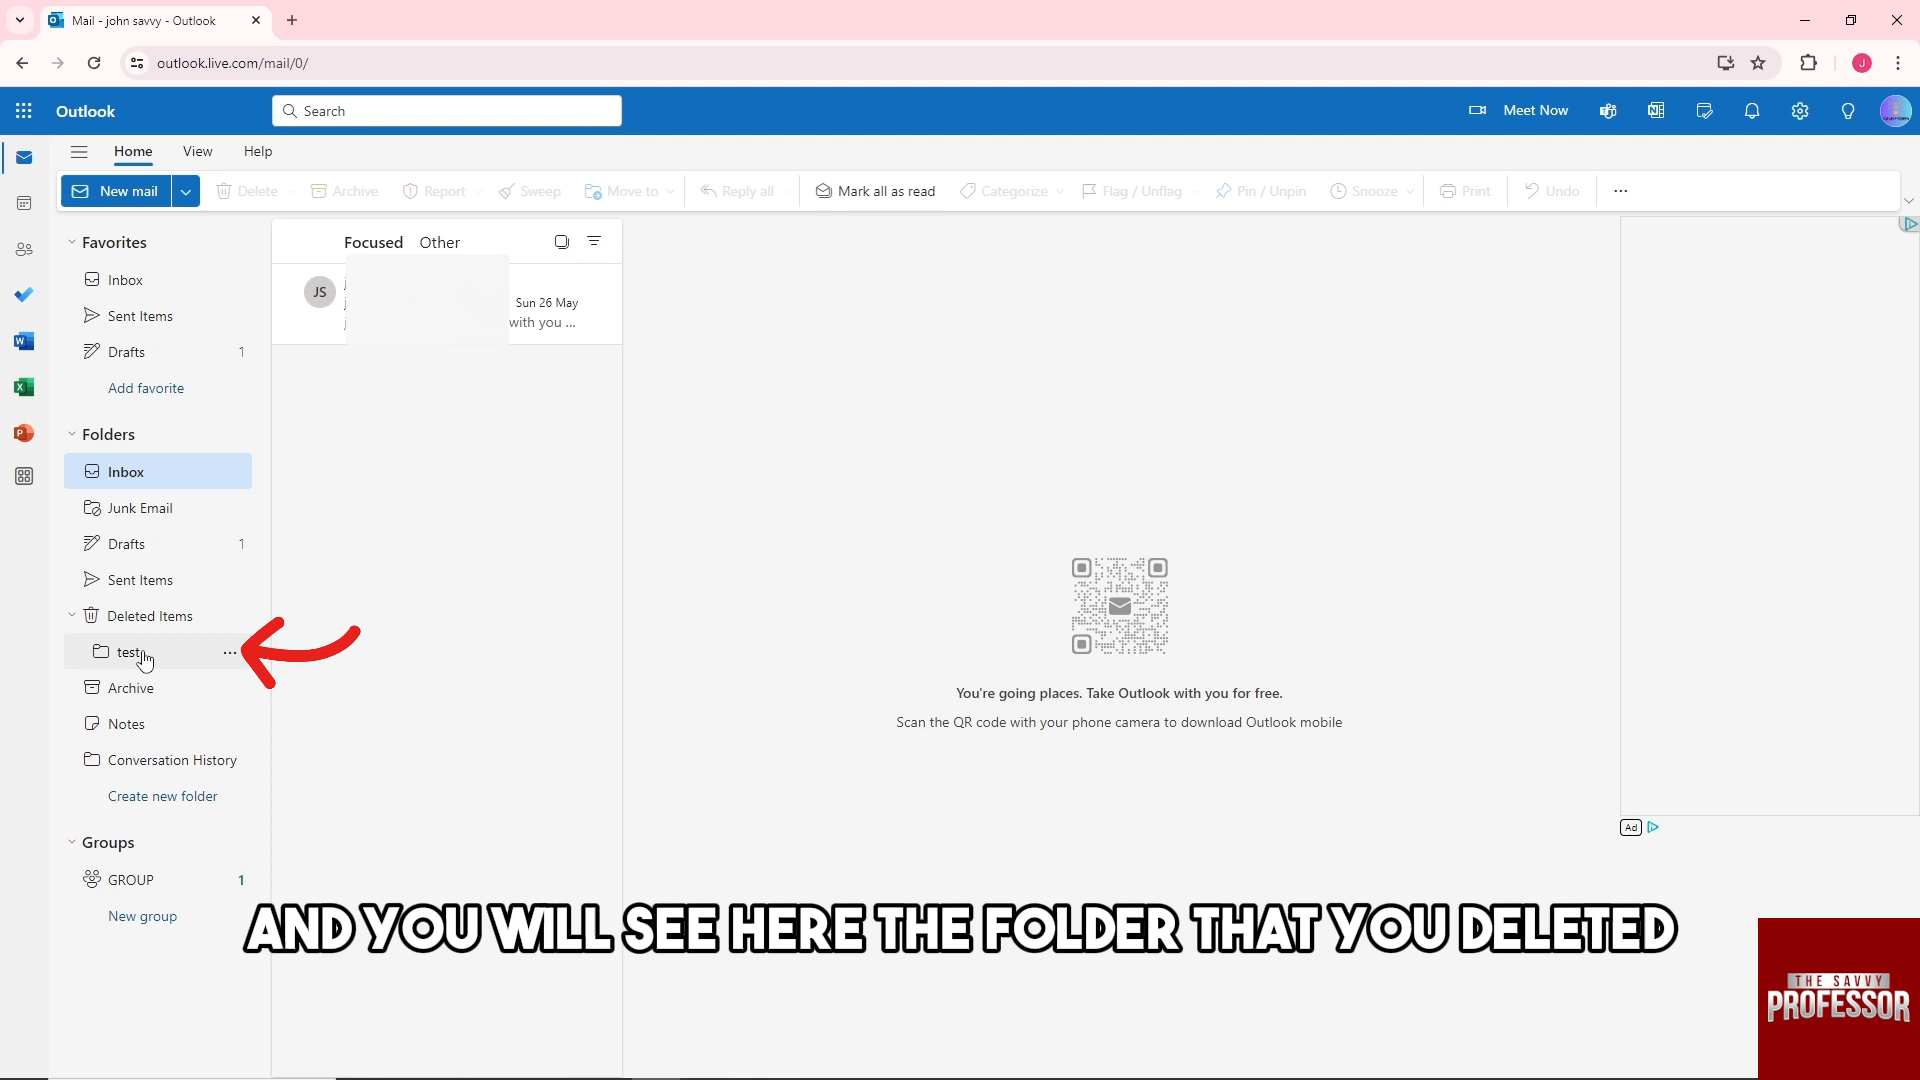 Mail - john savvy - Outlook
outlook.live.com/mail/0/
J
Outlook
Search
Meet Now
Home View Help
New mail Delete Archive Report Sweep Move to Reply all Mark all as read Categorize Flag / Unflag Pin / Unpin Snooze Print Undo
Favorites
Inbox
Sent Items
Drafts 1
Add favorite
Folders
Inbox
Junk Email
Drafts 1
Sent Items
Deleted Items
test
Archive
Notes
Conversation History
Create new folder
Groups
GROUP 1
New group
Focused Other
JS
Sun 26 May
with you ...
You're going places. Take Outlook with you for free.
Scan the QR code with your phone camera to download Outlook mobile
Ad
AND YOU WILL SEE HERE THE FOLDER THAT YOU DELETED
THE SAVVY
PROFESSOR